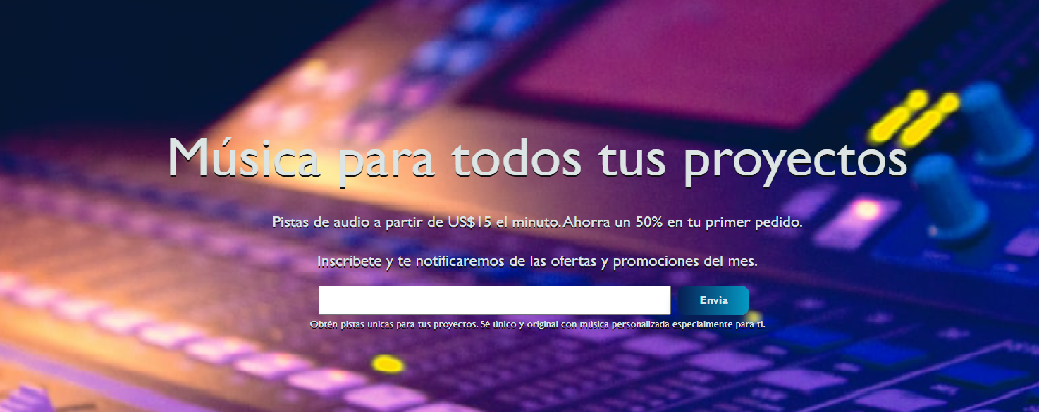 Música para todos tus proyectos
Pistas de audio a partir de US$15 el minuto. Ahorra un 50% en tu primer pedido.
Inscribete y te notificaremos de las ofertas y promociones del mes.
Envia
Obtén pistas unicas para tus proyectos. Sé único y original con música personalizada especialmente para ti.